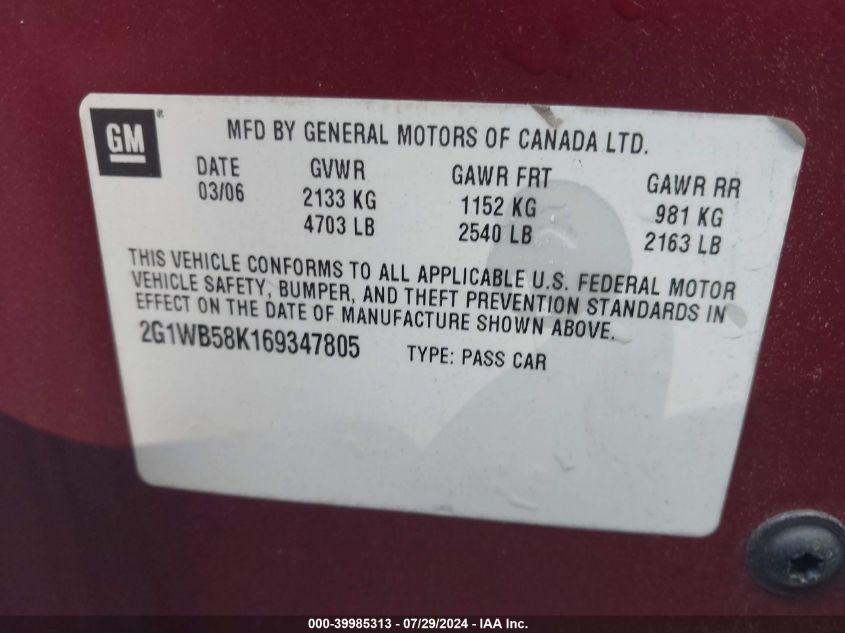 GM®
MFD BY GENERAL MOTORS OF CANADA LTD.
DATE GVWR GAWR FRT GAWR RR
03/06 2133 KG 1152 KG 981 KG
4703 LB 2540 LB 2163 LB
THIS VEHICLE CONFORMS TO ALL APPLICABLE U.S. FEDERAL MOTOR
VEHICLE SAFETY, BUMPER, AND THEFT PREVENTION STANDARDS IN
EFFECT ON THE DATE OF MANUFACTURE SHOWN ABOVE.
2G1WB58K169347805 TYPE: PASS CAR
000-39985313 - 07/29/2024 - IAA Inc.